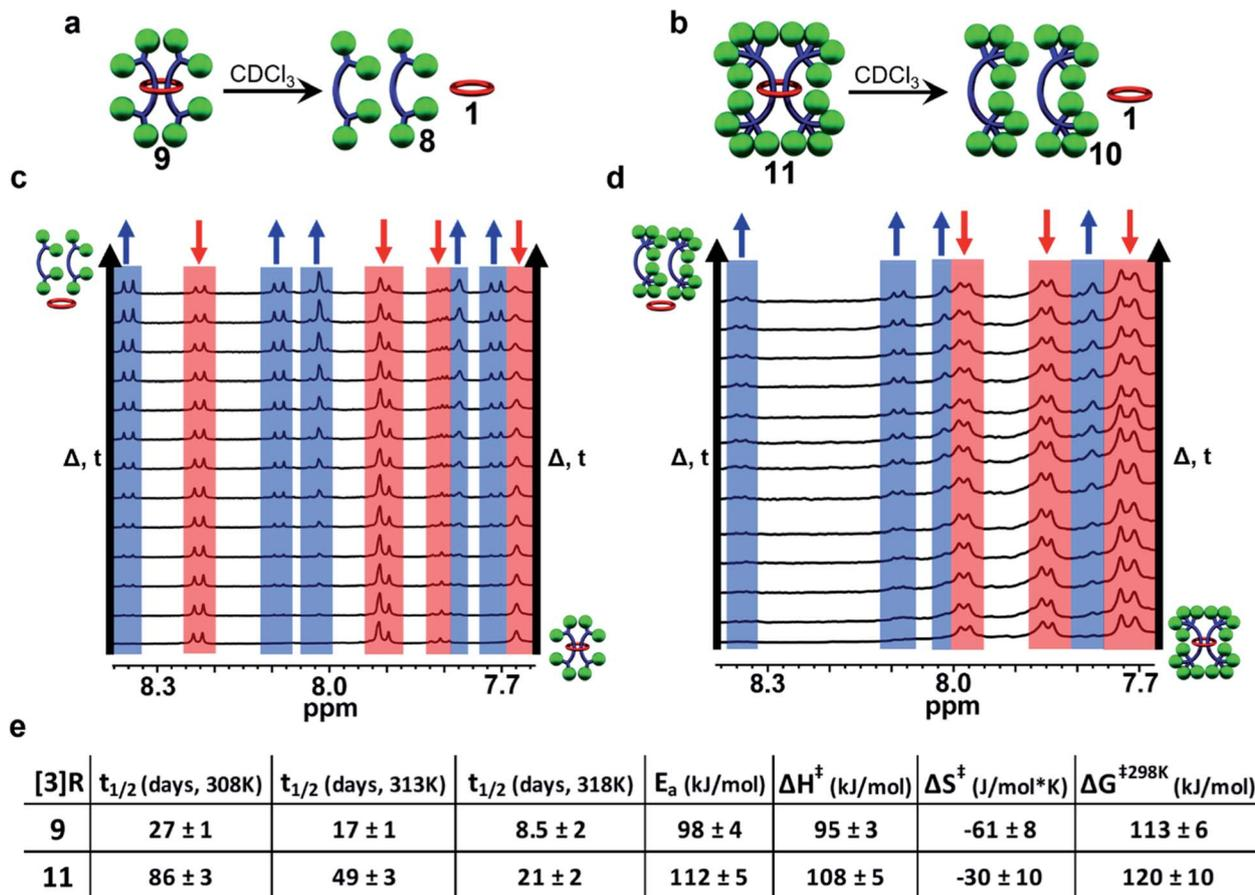 a
CDCl₃
9
8
1
b
CDCl₃
11
10
1
c
Δ, t
Δ, t
8.3 8.0 7.7
ppm
d
Δ, t
Δ, t
8.3 8.0 7.7
ppm
e
[3]R t₁/₂ (days, 308K) t₁/₂ (days, 313K) t₁/₂ (days, 318K) Eₐ (kJ/mol) ΔH‡ (kJ/mol) ΔS‡ (J/mol*K) ΔG‡298K (kJ/mol)
9 27 ± 1 17 ± 1 8.5 ± 2 98 ± 4 95 ± 3 -61 ± 8 113 ± 6
11 86 ± 3 49 ± 3 21 ± 2 112 ± 5 108 ± 5 -30 ± 10 120 ± 10